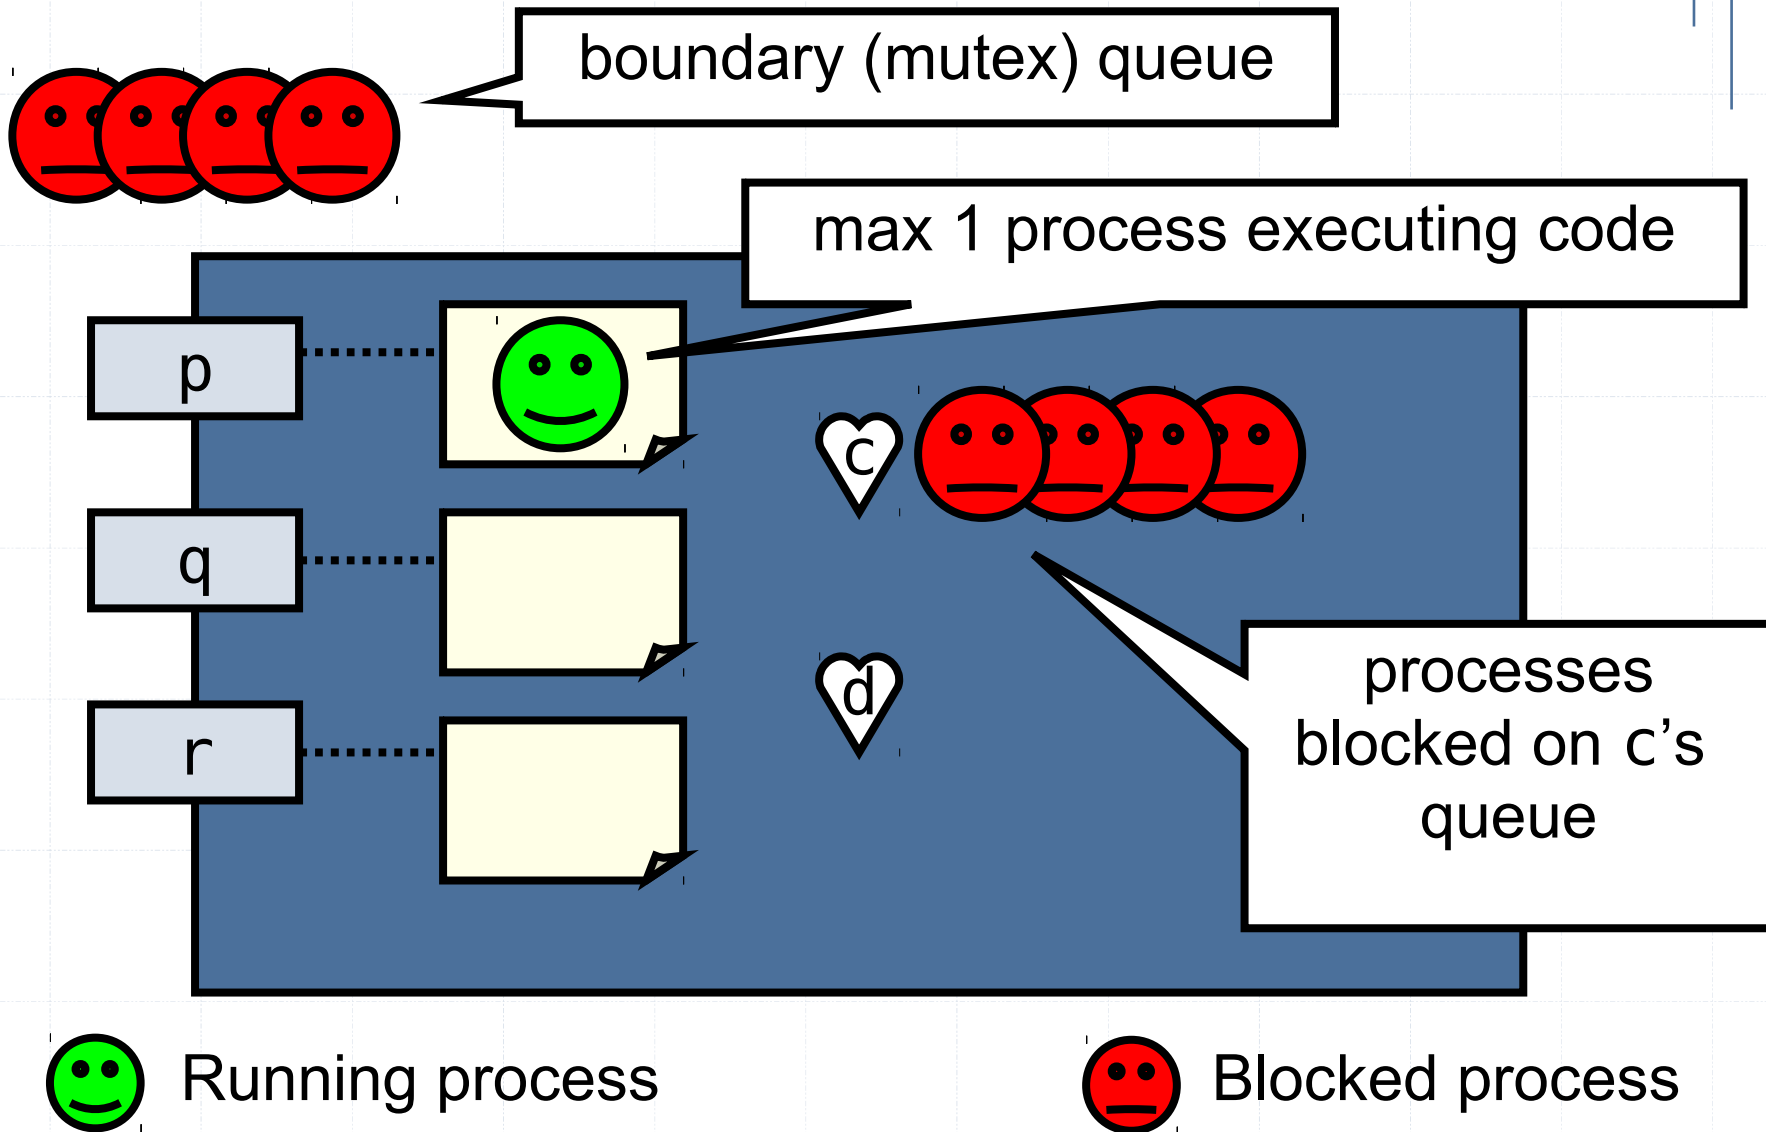 boundary (mutex) queue
max 1 process executing code
p
c
q
processes
blocked on c’s
queue
d
r
Running process
Blocked process